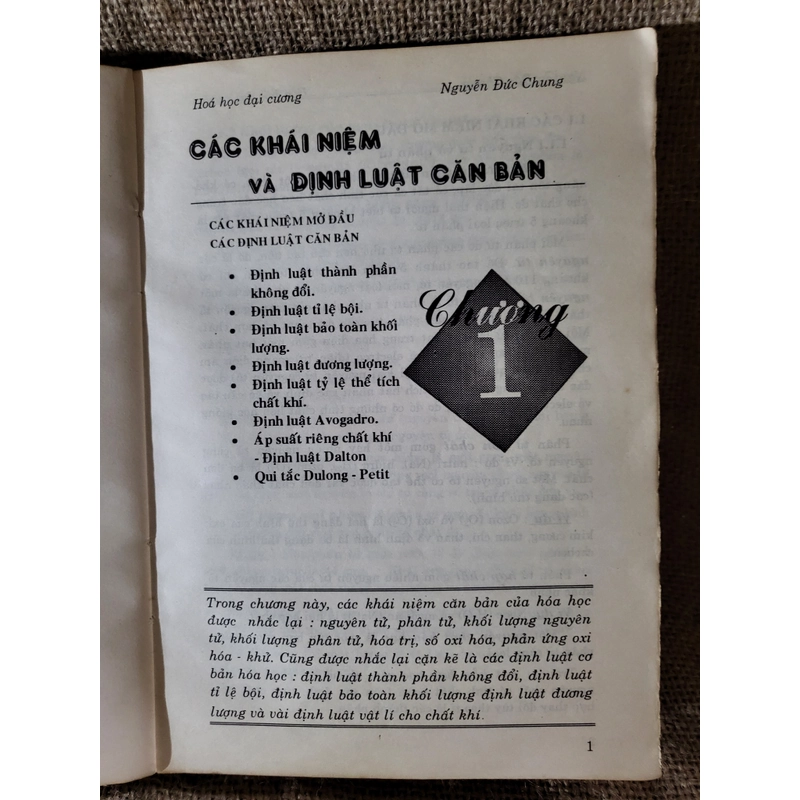 Hoá học đại cương
Nguyễn Đức Chung
CÁC KHÁI NIỆM
VÀ ĐỊNH LUẬT CĂN BẢN
CÁC KHÁI NIỆM MỞ ĐẦU
CÁC ĐỊNH LUẬT CĂN BẢN
• Định luật thành phần
không đổi.
• Định luật tỉ lệ bội.
• Định luật bảo toàn khối
lượng.
• Định luật đương lượng.
• Định luật tỷ lệ thể tích
chất khí.
• Định luật Avogadro.
• Áp suất riêng chất khí
- Định luật Dalton
• Qui tắc Dulong - Petit
Chương
1
Trong chương này, các khái niệm căn bản của hóa học
được nhắc lại : nguyên tử, phân tử, khối lượng nguyên
tử, khối lượng phân tử, hóa trị, số oxi hóa, phản ứng oxi
hóa - khử. Cũng được nhắc lại cặn kẽ là các định luật cơ
bản hóa học : định luật thành phần không đổi, định luật
tỉ lệ bội, định luật bảo toàn khối lượng định luật đương
lượng và vài định luật vật lí cho chất khí.
1